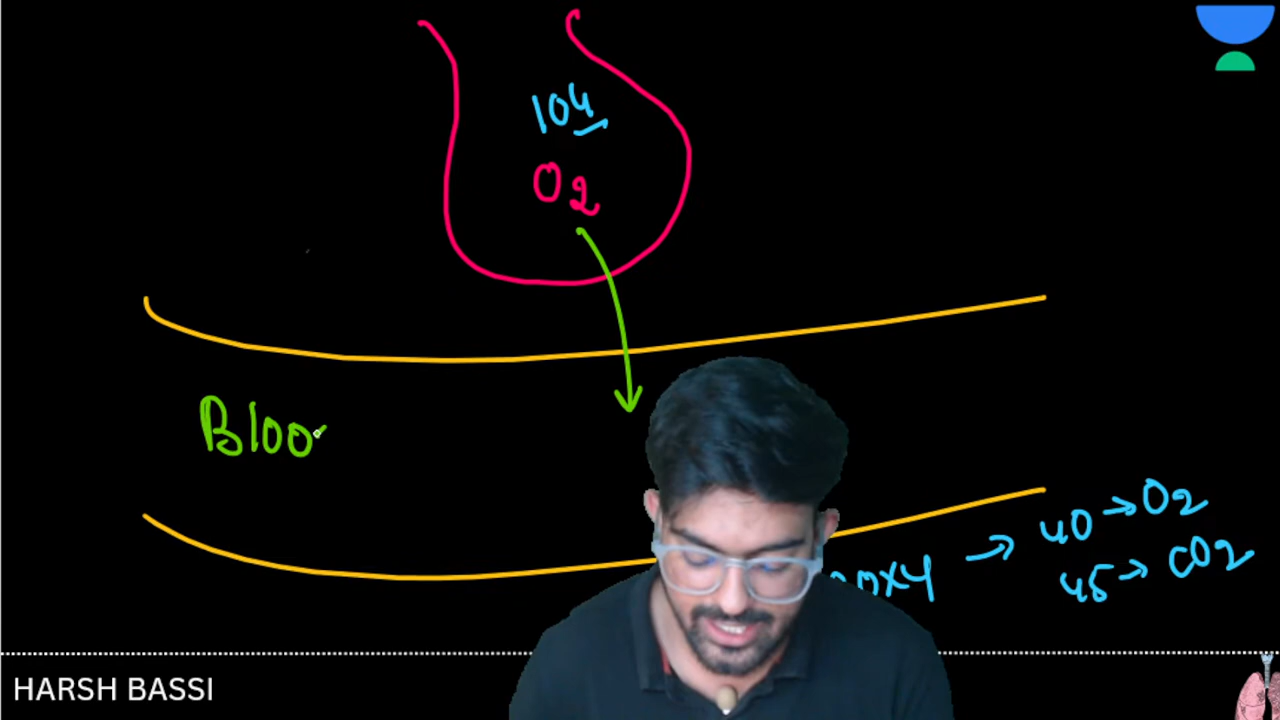 104
O2
Bloo
40 → O2
→
45 → CO2
HARSH BASSI